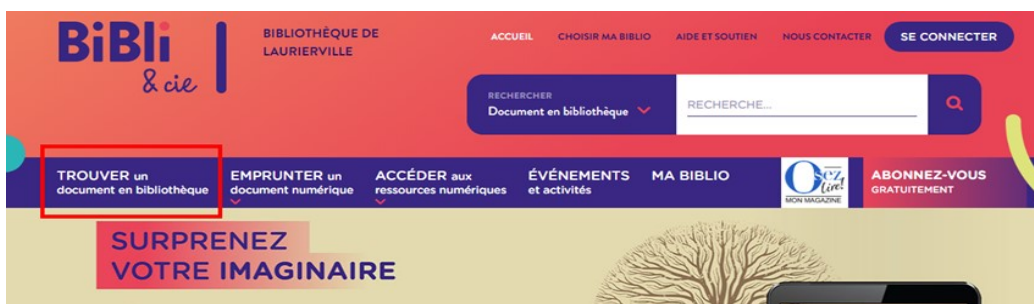 BiBli
& cie
BIBLIOTHÈQUE DE
LAURIERVILLE
ACCUEIL CHOISIR MA BIBLIO AIDE ET SOUTIEN NOUS CONTACTER SE CONNECTER
RECHERCHER
Document en bibliothèque
RECHERCHE...
TROUVER un
document en bibliothèque
EMPRUNTER un
document numérique
ACCÉDER aux
ressources numériques
ÉVÉNEMENTS
et activités
MA BIBLIO
Osez
lire!
MON MAGAZINE
ABONNEZ-VOUS
GRATUITEMENT
SURPRENEZ
VOTRE IMAGINAIRE